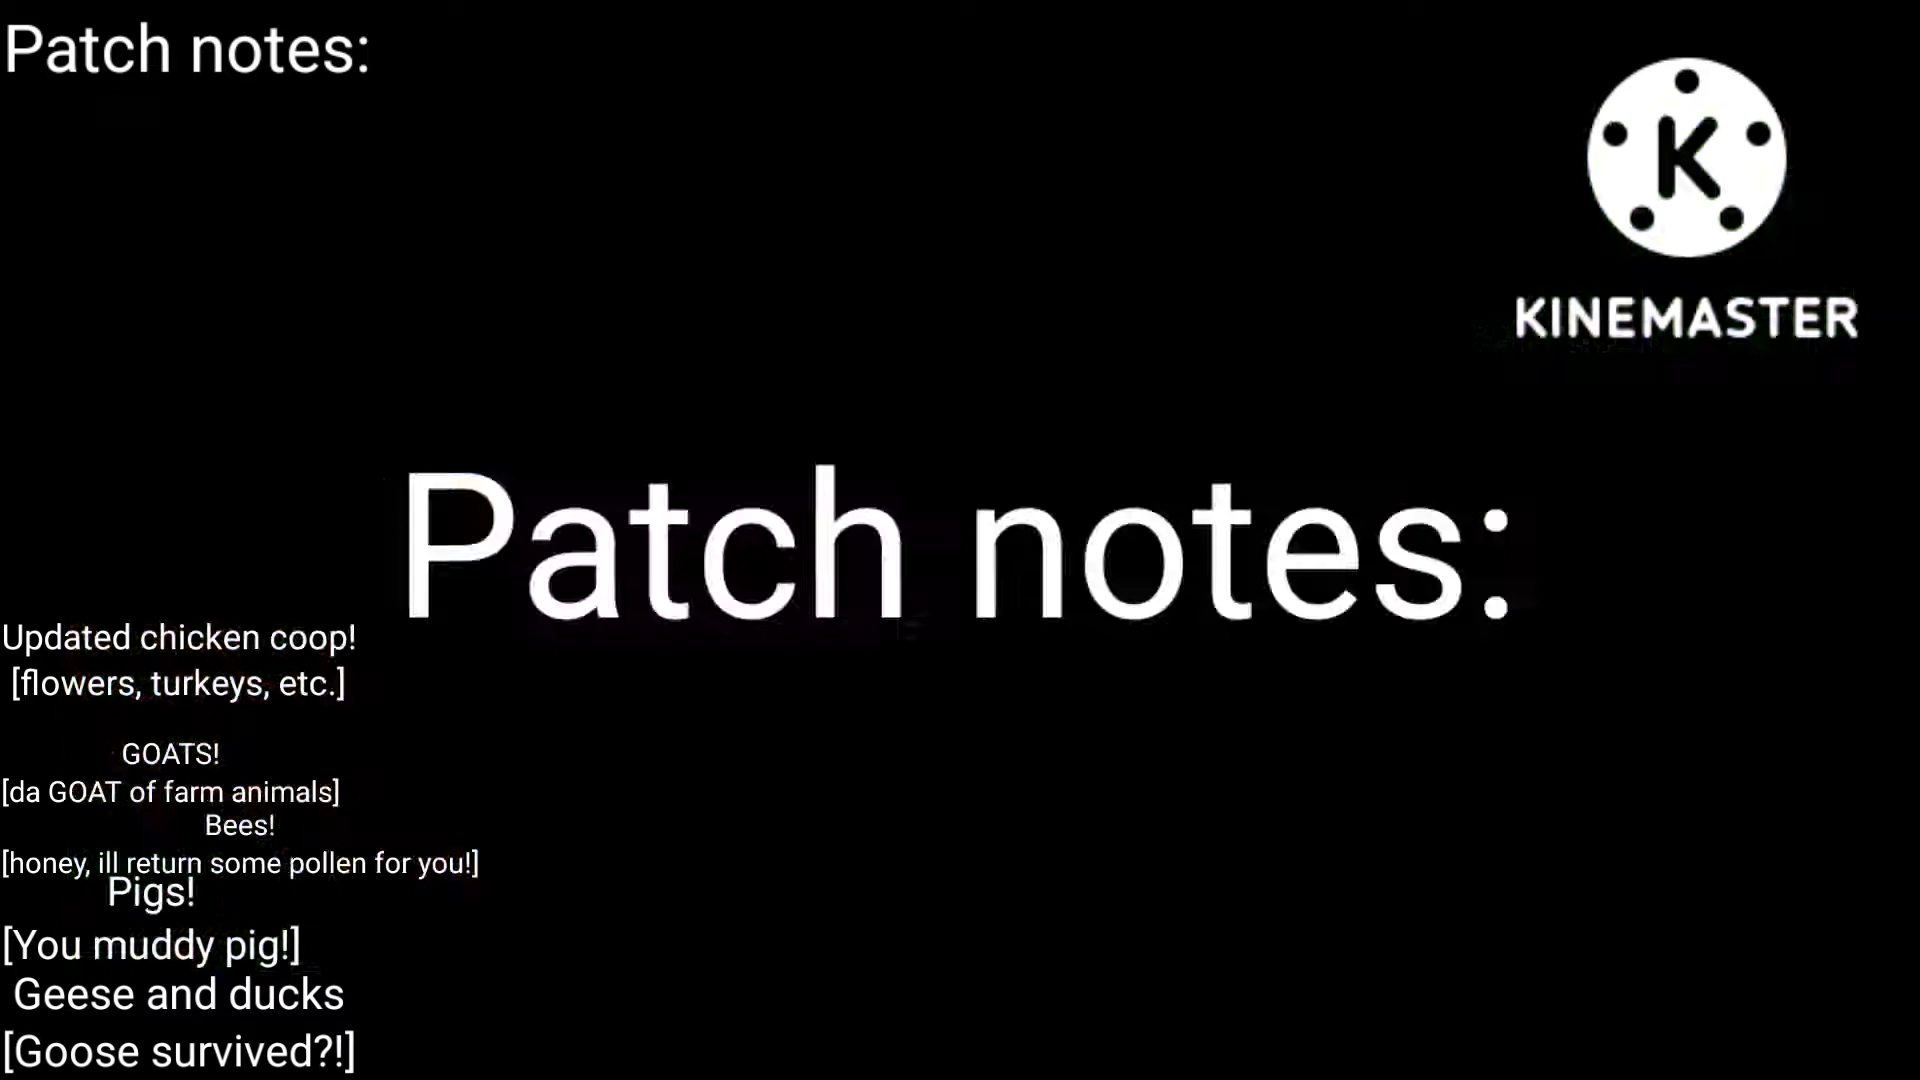 Patch notes:
K
KINEMASTER
Patch notes:
Updated chicken coop!
[flowers, turkeys, etc.]
GOATS!
[da GOAT of farm animals]
Bees!
[honey, ill return some pollen for you!]
Pigs!
[You muddy pig!]
Geese and ducks
[Goose survived?!]